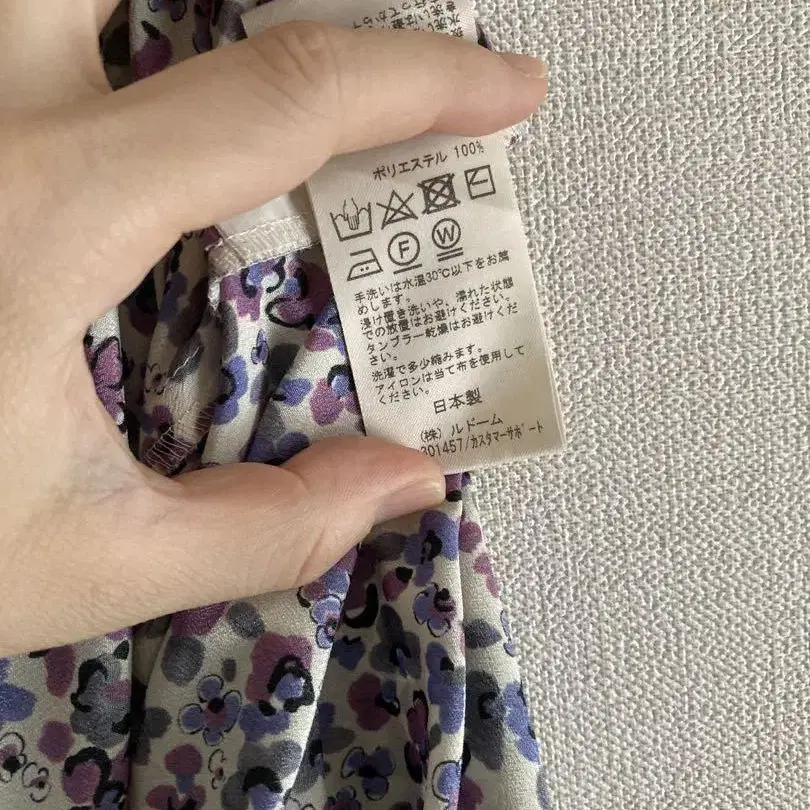 ポリエステル 100%
F W
手洗いは水温30℃以下をお薦
めします。
浸け置き洗いや、濡れた状態
での放置はお避けください。
タンブラー乾燥はお避けくだ
さい。
洗濯で多少縮みます。
アイロンは当て布を使用して
ください。
日本製
(株) ルドーム
301457/カスタマーサポート